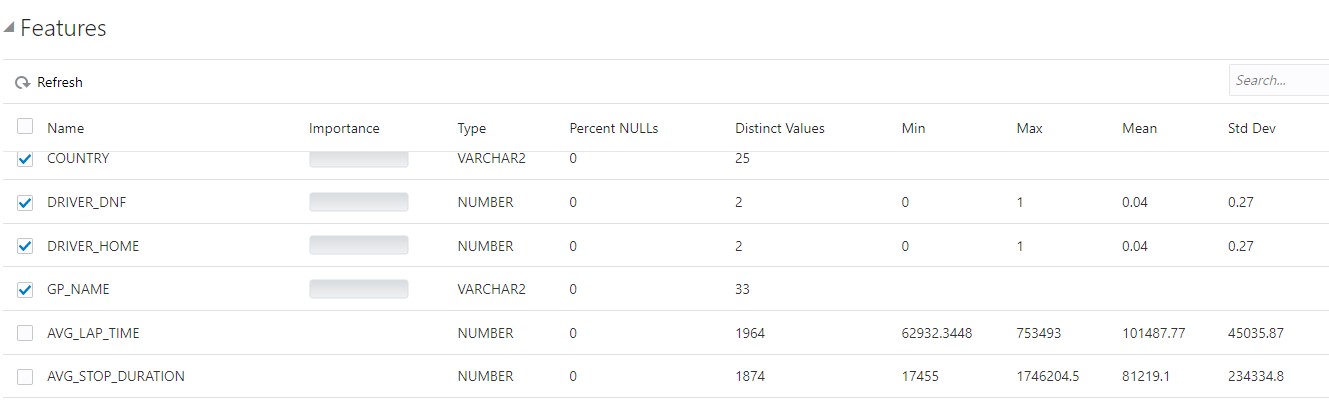 Features
Refresh Search...
Name Importance Type Percent NULLs Distinct Values Min Max Mean Std Dev
COUNTRY VARCHAR2 0 25
DRIVER_DNF NUMBER 0 2 0 1 0.04 0.27
DRIVER_HOME NUMBER 0 2 0 1 0.04 0.27
GP_NAME VARCHAR2 0 33
AVG_LAP_TIME NUMBER 0 1964 62932.3448 753493 101487.77 45035.87
AVG_STOP_DURATION NUMBER 0 1874 17455 1746204.5 81219.1 234334.8